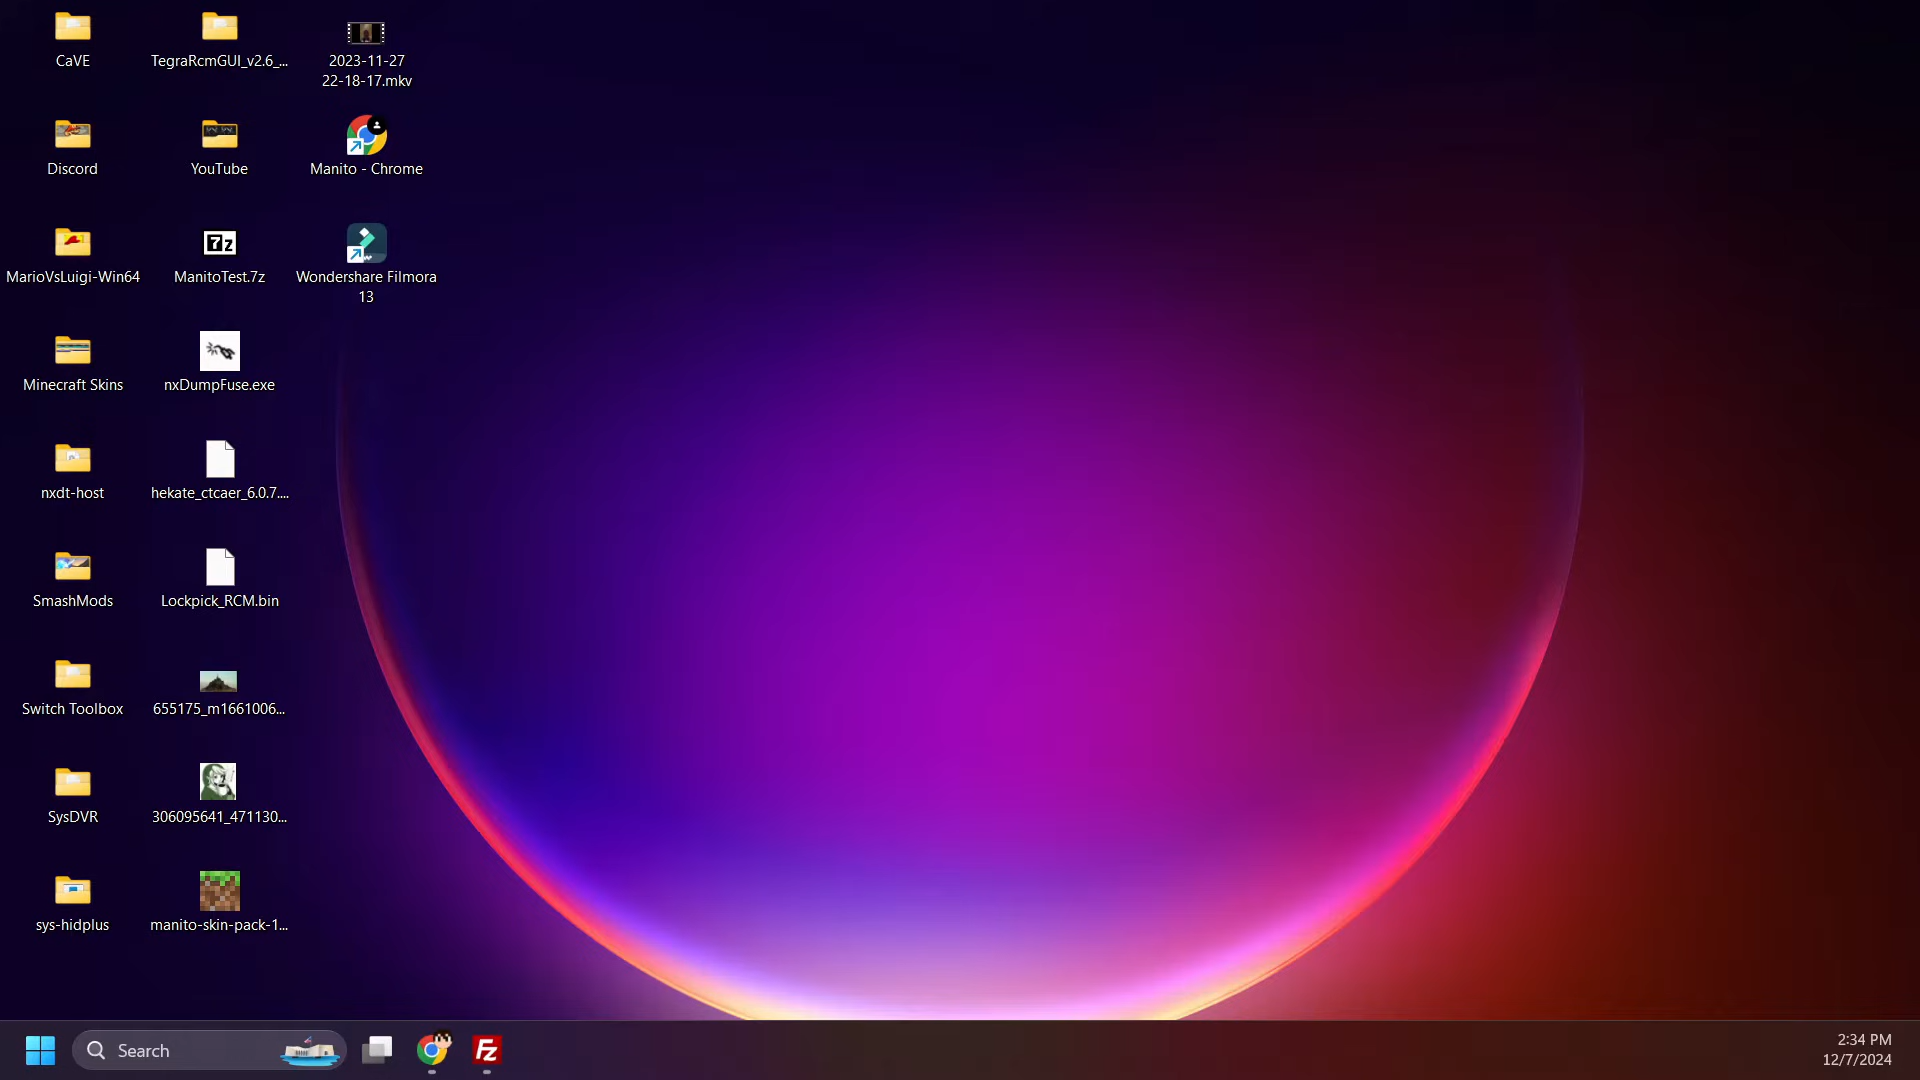 CaVE
Discord
MarioVsLuigi-Win64
Minecraft Skins
nxdt-host
SmashMods
Switch Toolbox
SysDVR
sys-hidplus
TegraRcmGUI_v2.6_...
YouTube
7z
ManitoTest.7z
nxDumpFuse.exe
hekate_ctcaer_6.0.7....
Lockpick_RCM.bin
655175_m1661006...
306095641_471130...
manito-skin-pack-1...
2023-11-27
22-18-17.mkv
Manito - Chrome
Wondershare Filmora
13
Search
Fz
2:34 PM
12/7/2024